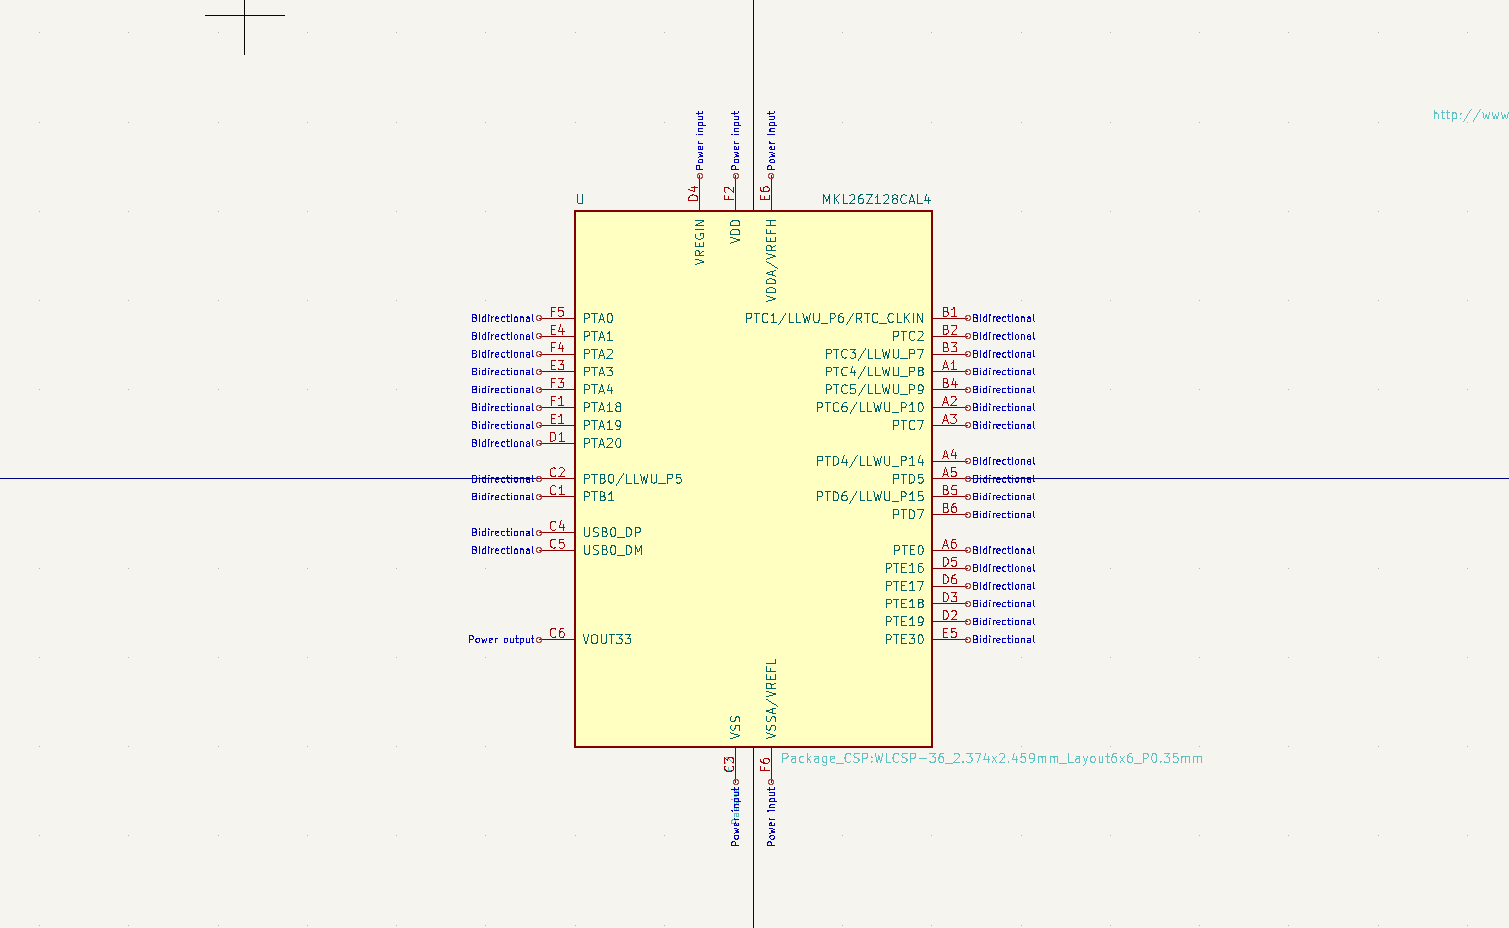 http://www
Power input
Power input
Power input
D4
F2
E6
U
MKL26Z128CAL4
VREGIN
VDD
VDDA/VREFH
Bidirectional F5 PTA0
Bidirectional E4 PTA1
Bidirectional F4 PTA2
Bidirectional E3 PTA3
Bidirectional F3 PTA4
Bidirectional F1 PTA18
Bidirectional E1 PTA19
Bidirectional D1 PTA20
Bidirectional C2 PTB0/LLWU_P5
Bidirectional C1 PTB1
Bidirectional C4 USB0_DP
Bidirectional C5 USB0_DM
Power output C6 VOUT33
PTC1/LLWU_P6/RTC_CLKIN B1 Bidirectional
PTC2 B2 Bidirectional
PTC3/LLWU_P7 B3 Bidirectional
PTC4/LLWU_P8 A1 Bidirectional
PTC5/LLWU_P9 B4 Bidirectional
PTC6/LLWU_P10 A2 Bidirectional
PTC7 A3 Bidirectional
PTD4/LLWU_P14 A4 Bidirectional
PTD5 A5 Bidirectional
PTD6/LLWU_P15 B5 Bidirectional
PTD7 B6 Bidirectional
PTE0 A6 Bidirectional
PTE16 D5 Bidirectional
PTE17 D6 Bidirectional
PTE18 D3 Bidirectional
PTE19 D2 Bidirectional
PTE30 E5 Bidirectional
VSS
VSSA/VREFL
C3
F6
Package_CSP:WLCSP-36_2.374x2.459mm_Layout6x6_P0.35mm
Power input
Power input